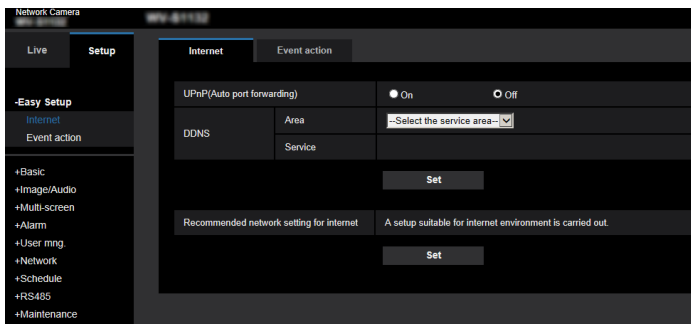 Network Camera
Live
Setup
-Easy Setup
Internet
Event action
+Basic
+Image/Audio
+Multi-screen
+Alarm
+User mng.
+Network
+Schedule
+RS485
+Maintenance
Internet
Event action
UPnP(Auto port forwarding)
On
Off
DDNS
Area
--Select the service area--
Service
Set
Recommended network setting for internet
A setup suitable for internet environment is carried out.
Set